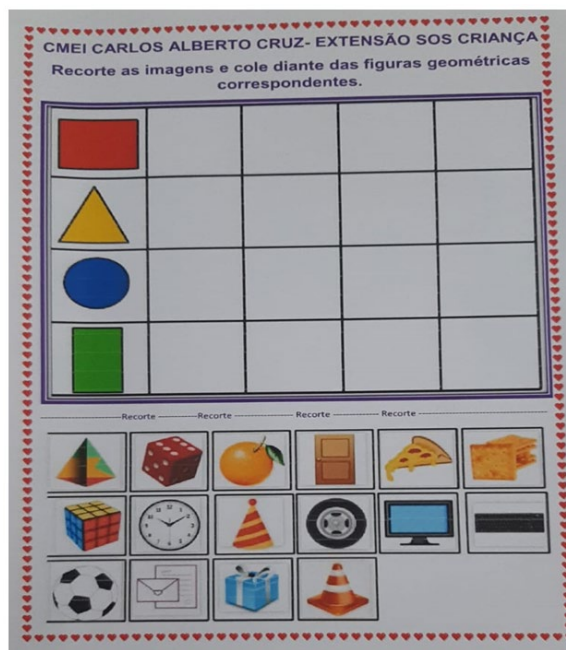 CMEI CARLOS ALBERTO CRUZ- EXTENSÃO SOS CRIANÇA
Recorte as imagens e cole diante das figuras geométricas
correspondentes.
Recorte Recorte Recorte Recorte